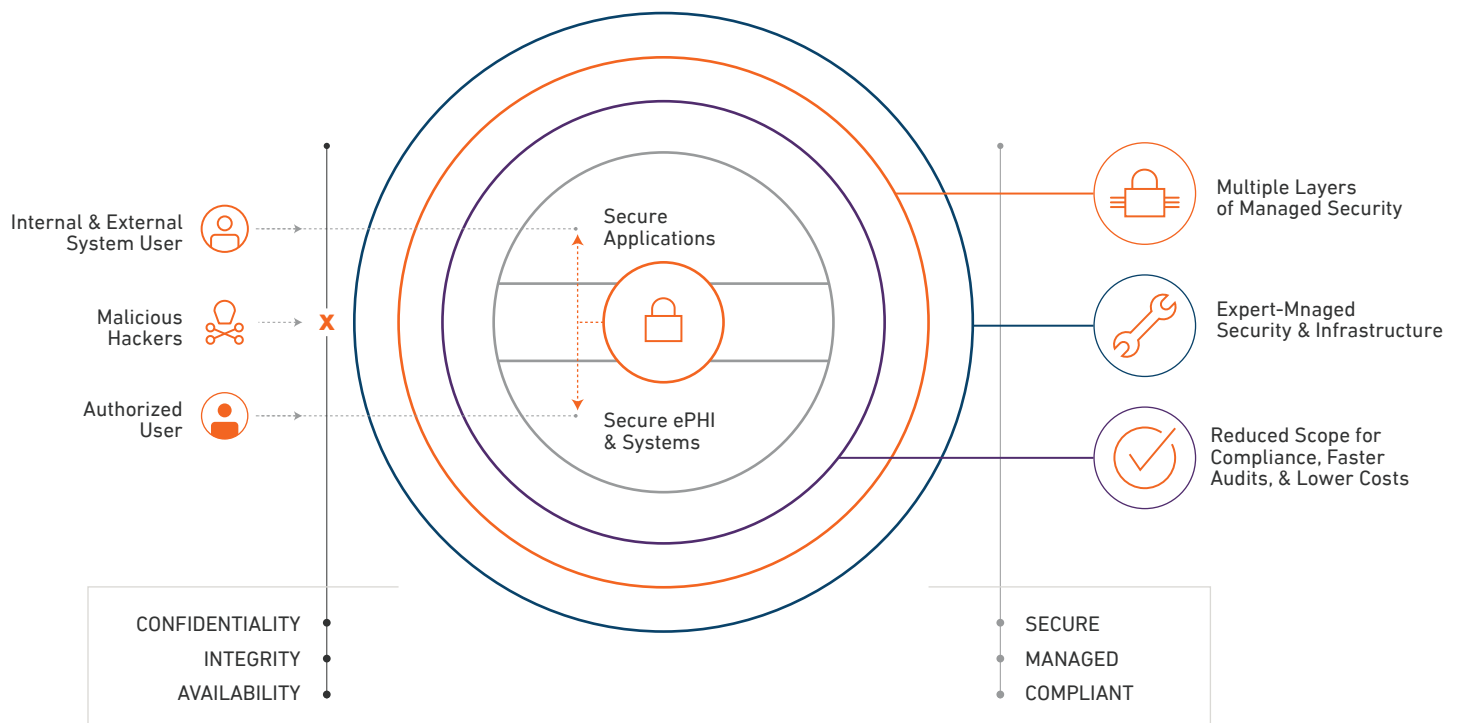 Internal & External
System User
Malicious
Hackers
X
Authorized
User
Secure
Applications
Secure ePHI
& Systems
Multiple Layers
of Managed Security
Expert-Mnaged
Security & Infrastructure
Reduced Scope for
Compliance, Faster
Audits, & Lower Costs
CONFIDENTIALITY
INTEGRITY
AVAILABILITY
SECURE
MANAGED
COMPLIANT